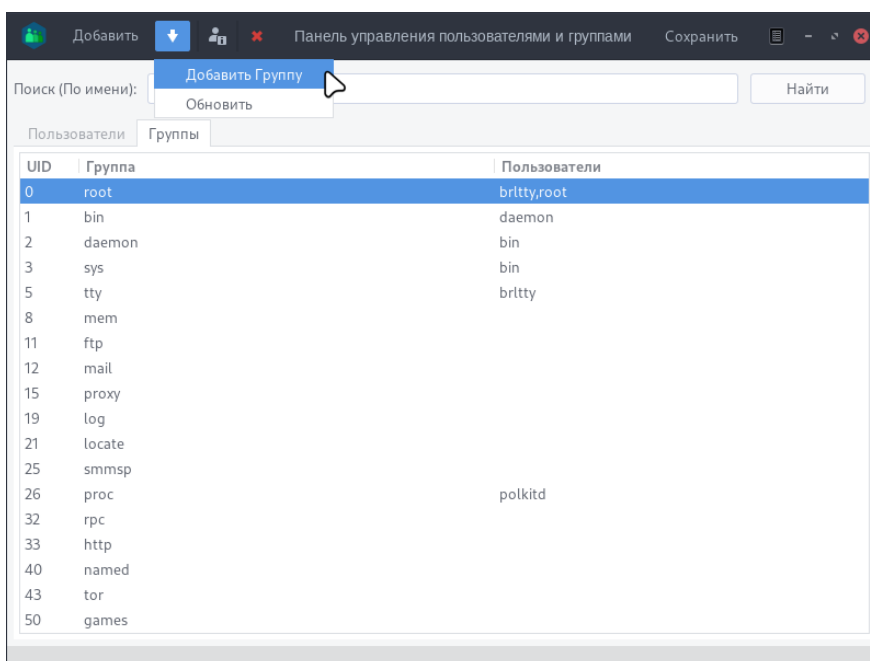 Добавить Панель управления пользователями и группами Сохранить
Добавить Группу
Поиск (По имени): Найти
Обновить
Пользователи Группы
UID Группа Пользователи
0 root brltty,root
1 bin daemon
2 daemon bin
3 sys bin
5 tty brltty
8 mem
11 ftp
12 mail
15 proxy
19 log
21 locate
25 smmsp
26 proc polkitd
32 rpc
33 http
40 named
43 tor
50 games